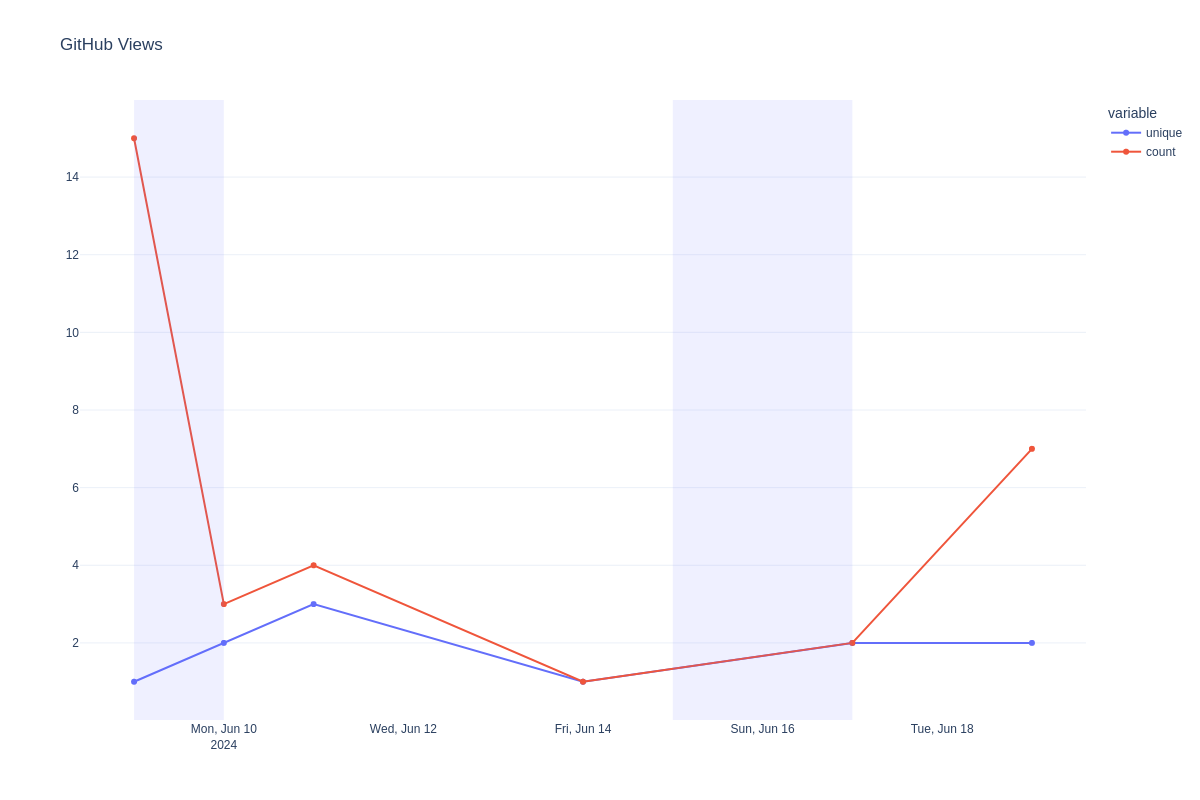 GitHub Views
variable
unique
count
14
12
10
8
6
4
2
Mon, Jun 10
2024
Wed, Jun 12
Fri, Jun 14
Sun, Jun 16
Tue, Jun 18